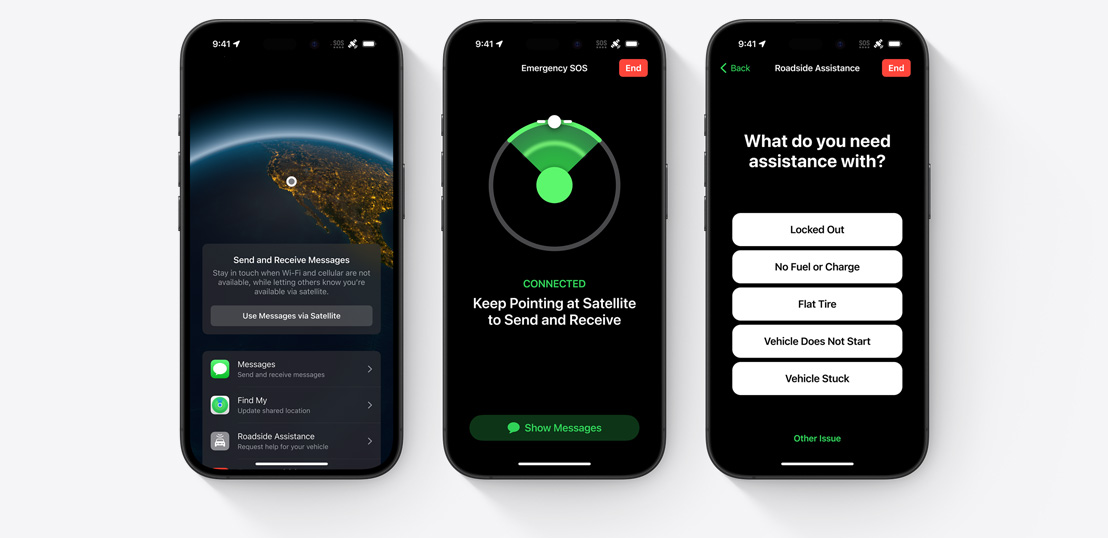 9:41
SOS
Send and Receive Messages
Stay in touch when Wi-Fi and cellular are not
available, while letting others know you're
available via satellite.
Use Messages via Satellite
Messages
Send and receive messages
Find My
Update shared location
Roadside Assistance
Request help for your vehicle
9:41
SOS
Emergency SOS
End
CONNECTED
Keep Pointing at Satellite
to Send and Receive
Show Messages
9:41
SOS
Back
Roadside Assistance
End
What do you need
assistance with?
Locked Out
No Fuel or Charge
Flat Tire
Vehicle Does Not Start
Vehicle Stuck
Other Issue